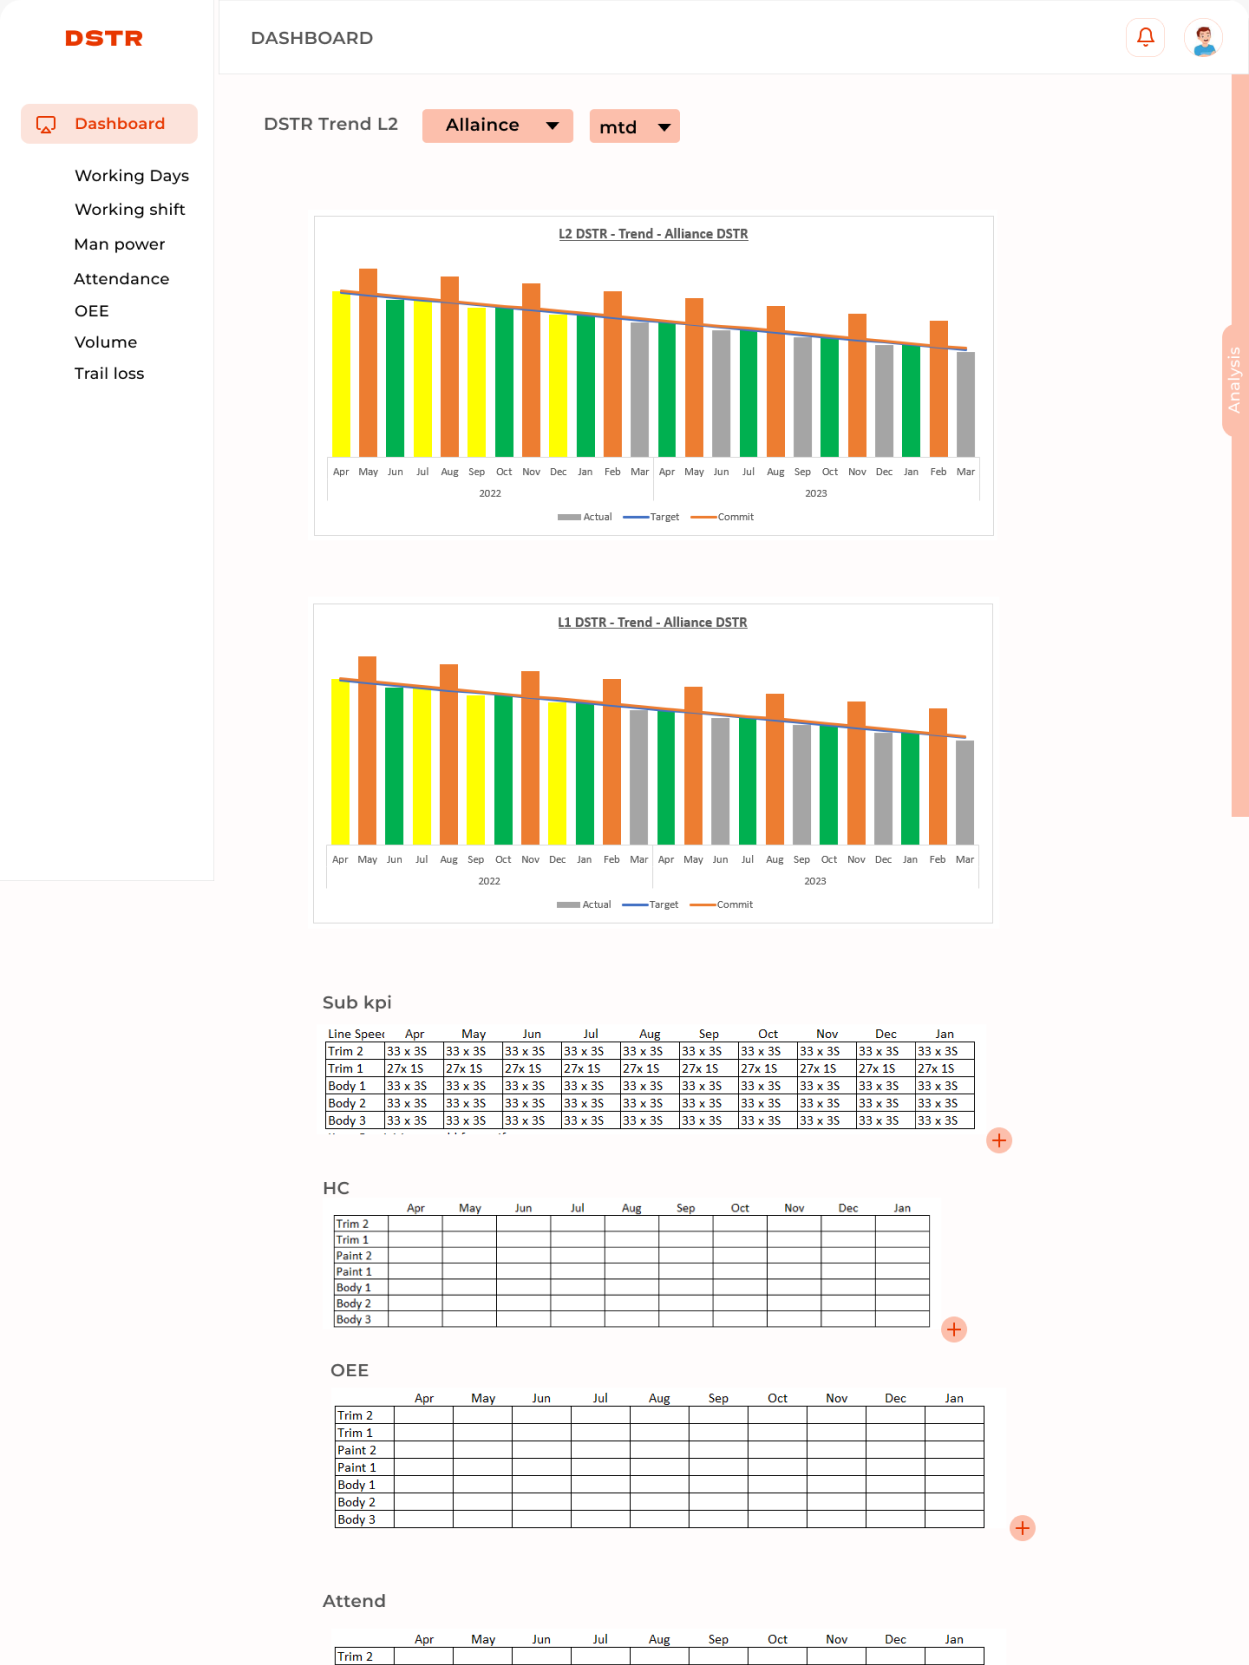 DSTR
DASHBOARD
Dashboard
Working Days
Working shift
Man power
Attendance
OEE
Volume
Trail loss
DSTR Trend L2 Allaince mtd
Analysis
L2 DSTR - Trend - Alliance DSTR
Apr May Jun Jul Aug Sep Oct Nov Dec Jan Feb Mar Apr May Jun Jul Aug Sep Oct Nov Dec Jan Feb Mar
2022 2023
Actual Target Commit
L1 DSTR - Trend - Alliance DSTR
Apr May Jun Jul Aug Sep Oct Nov Dec Jan Feb Mar Apr May Jun Jul Aug Sep Oct Nov Dec Jan Feb Mar
2022 2023
Actual Target Commit
Sub kpi
Line Speed Apr May Jun Jul Aug Sep Oct Nov Dec Jan
Trim 2 33 x 3S 33 x 3S 33 x 3S 33 x 3S 33 x 3S 33 x 3S 33 x 3S 33 x 3S 33 x 3S 33 x 3S
Trim 1 27x 1S 27x 1S 27x 1S 27x 1S 27x 1S 27x 1S 27x 1S 27x 1S 27x 1S 27x 1S
Body 1 33 x 3S 33 x 3S 33 x 3S 33 x 3S 33 x 3S 33 x 3S 33 x 3S 33 x 3S 33 x 3S 33 x 3S
Body 2 33 x 3S 33 x 3S 33 x 3S 33 x 3S 33 x 3S 33 x 3S 33 x 3S 33 x 3S 33 x 3S 33 x 3S
Body 3 33 x 3S 33 x 3S 33 x 3S 33 x 3S 33 x 3S 33 x 3S 33 x 3S 33 x 3S 33 x 3S 33 x 3S
HC
Apr May Jun Jul Aug Sep Oct Nov Dec Jan
Trim 2
Trim 1
Paint 2
Paint 1
Body 1
Body 2
Body 3
OEE
Apr May Jun Jul Aug Sep Oct Nov Dec Jan
Trim 2
Trim 1
Paint 2
Paint 1
Body 1
Body 2
Body 3
Attend
Apr May Jun Jul Aug Sep Oct Nov Dec Jan
Trim 2